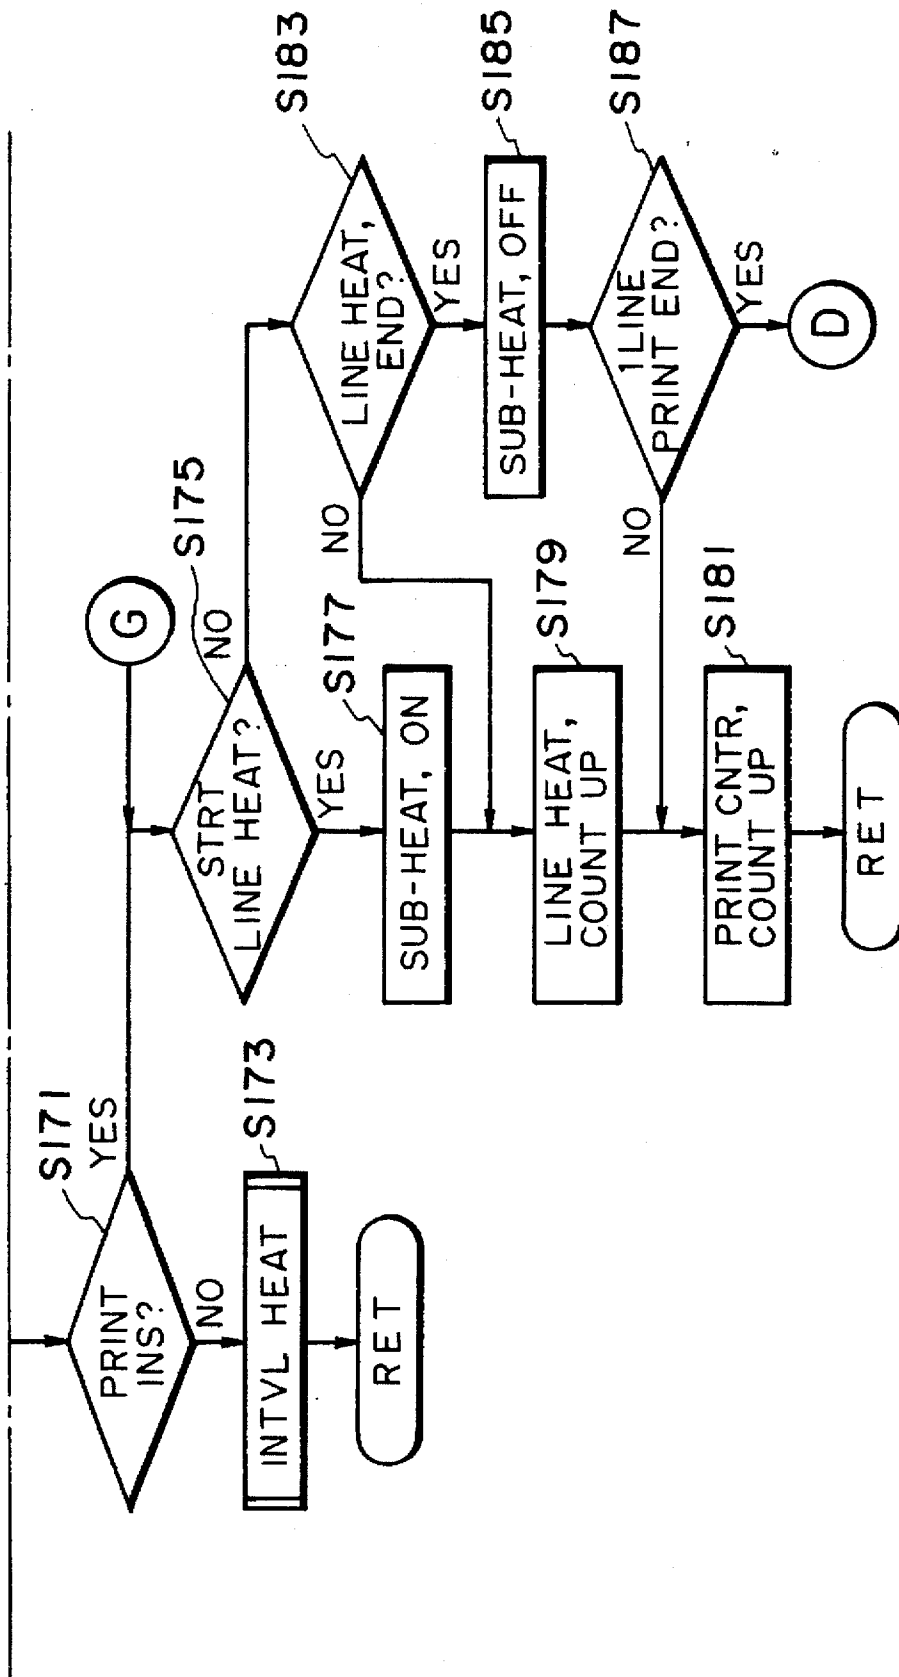 S171
PRINT
INS?
YES
NO
S173
INTVL HEAT
RET
G
S175
STRT
LINE HEAT?
NO
YES
S177
SUB-HEAT, ON
S179
LINE HEAT,
COUNT UP
S181
PRINT CNTR,
COUNT UP
RET
S183
LINE HEAT,
END?
NO
YES
S185
SUB-HEAT, OFF
S187
1 LINE
PRINT END?
NO
YES
D